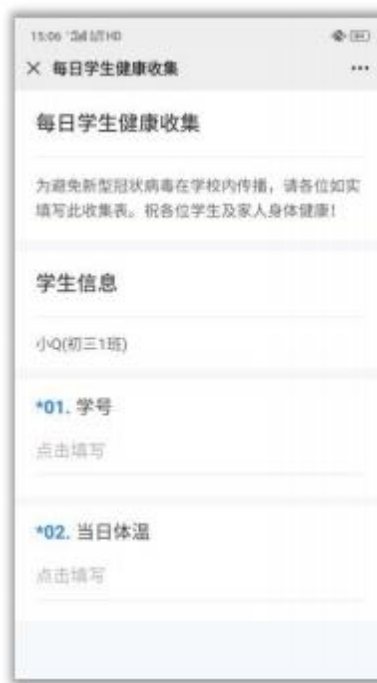 15:06
每日学生健康收集
每日学生健康收集
为避免新型冠状病毒在学校内传播，请各位如实
填写此收集表。祝各位学生及家人身体健康！
学生信息
小Q(初三1班)
*01. 学号
点击填写
*02. 当日体温
点击填写